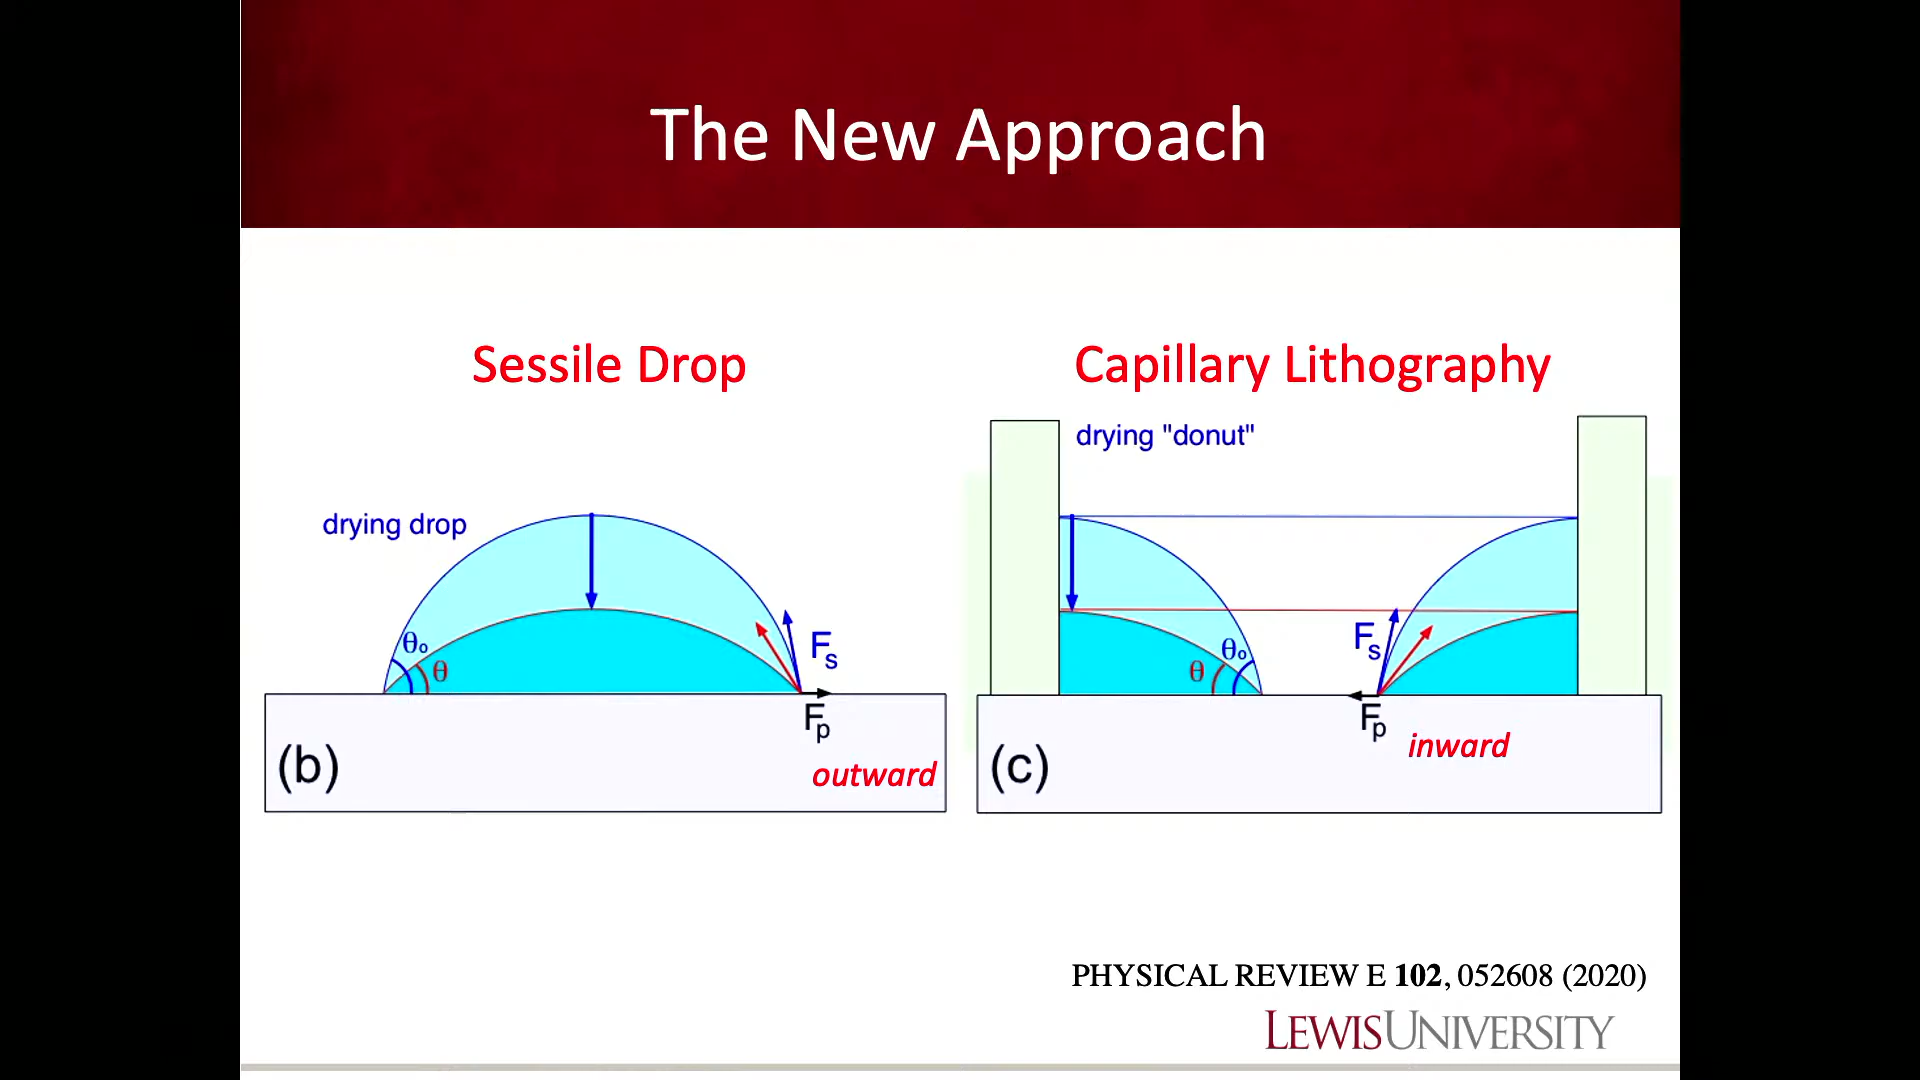 The New Approach
Sessile Drop
Capillary Lithography
drying drop
θₒ
θ
Fₛ
Fₚ
outward
(b)
drying "donut"
θ
θₒ
Fₛ
Fₚ
inward
(c)
PHYSICAL REVIEW E 102, 052608 (2020)
LEWIS UNIVERSITY